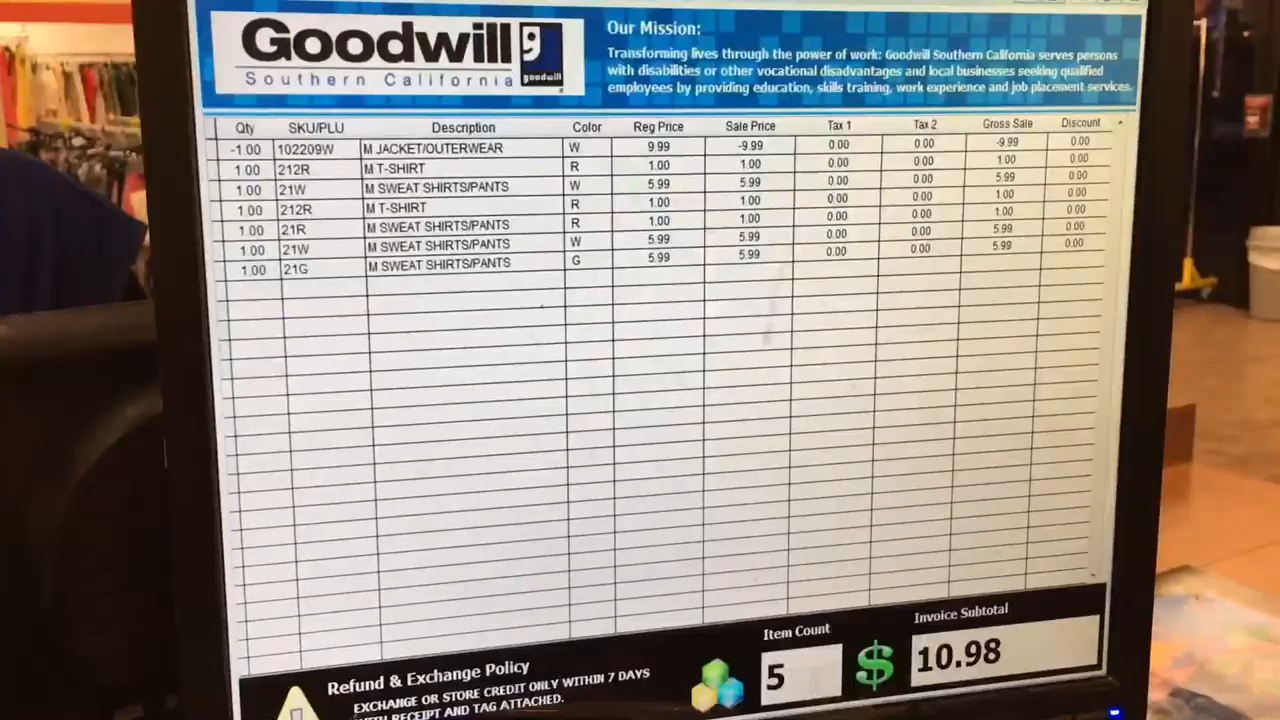 Goodwill
Southern California
goodwill
Our Mission:
Transforming lives through the power of work: Goodwill Southern California serves persons
with disabilities or other vocational disadvantages and local businesses seeking qualified
employees by providing education, skills training, work experience and job placement services.
Qty SKU/PLU Description Color Reg Price Sale Price Tax 1 Tax 2 Gross Sale Discount
-1.00 102209W M JACKET/OUTERWEAR W 9.99 -9.99 0.00 0.00 -9.99 0.00
1.00 212R M T-SHIRT R 1.00 1.00 0.00 0.00 1.00 0.00
1.00 21W M SWEAT SHIRTS/PANTS W 5.99 5.99 0.00 0.00 5.99 0.00
1.00 212R M T-SHIRT R 1.00 1.00 0.00 0.00 1.00 0.00
1.00 21R M SWEAT SHIRTS/PANTS R 1.00 1.00 0.00 0.00 1.00 0.00
1.00 21W M SWEAT SHIRTS/PANTS W 5.99 5.99 0.00 0.00 5.99 0.00
1.00 21G M SWEAT SHIRTS/PANTS G 5.99 5.99 0.00 0.00 5.99 0.00
Refund & Exchange Policy
EXCHANGE OR STORE CREDIT ONLY WITHIN 7 DAYS
WITH RECEIPT AND TAG ATTACHED.
Item Count
5
$
Invoice Subtotal
10.98